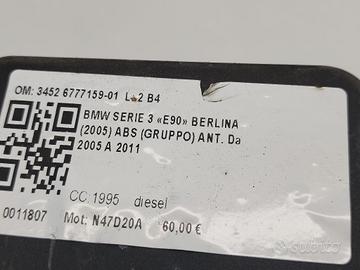 OM: 3452 6777159-01 L-2 B4
BMW SERIE 3 «E90» BERLINA
(2005) ABS (GRUPPO) ANT. Da
2005 A 2011
CC: 1995 diesel
0011807 Mot: N47D20A 60,00 €
subito